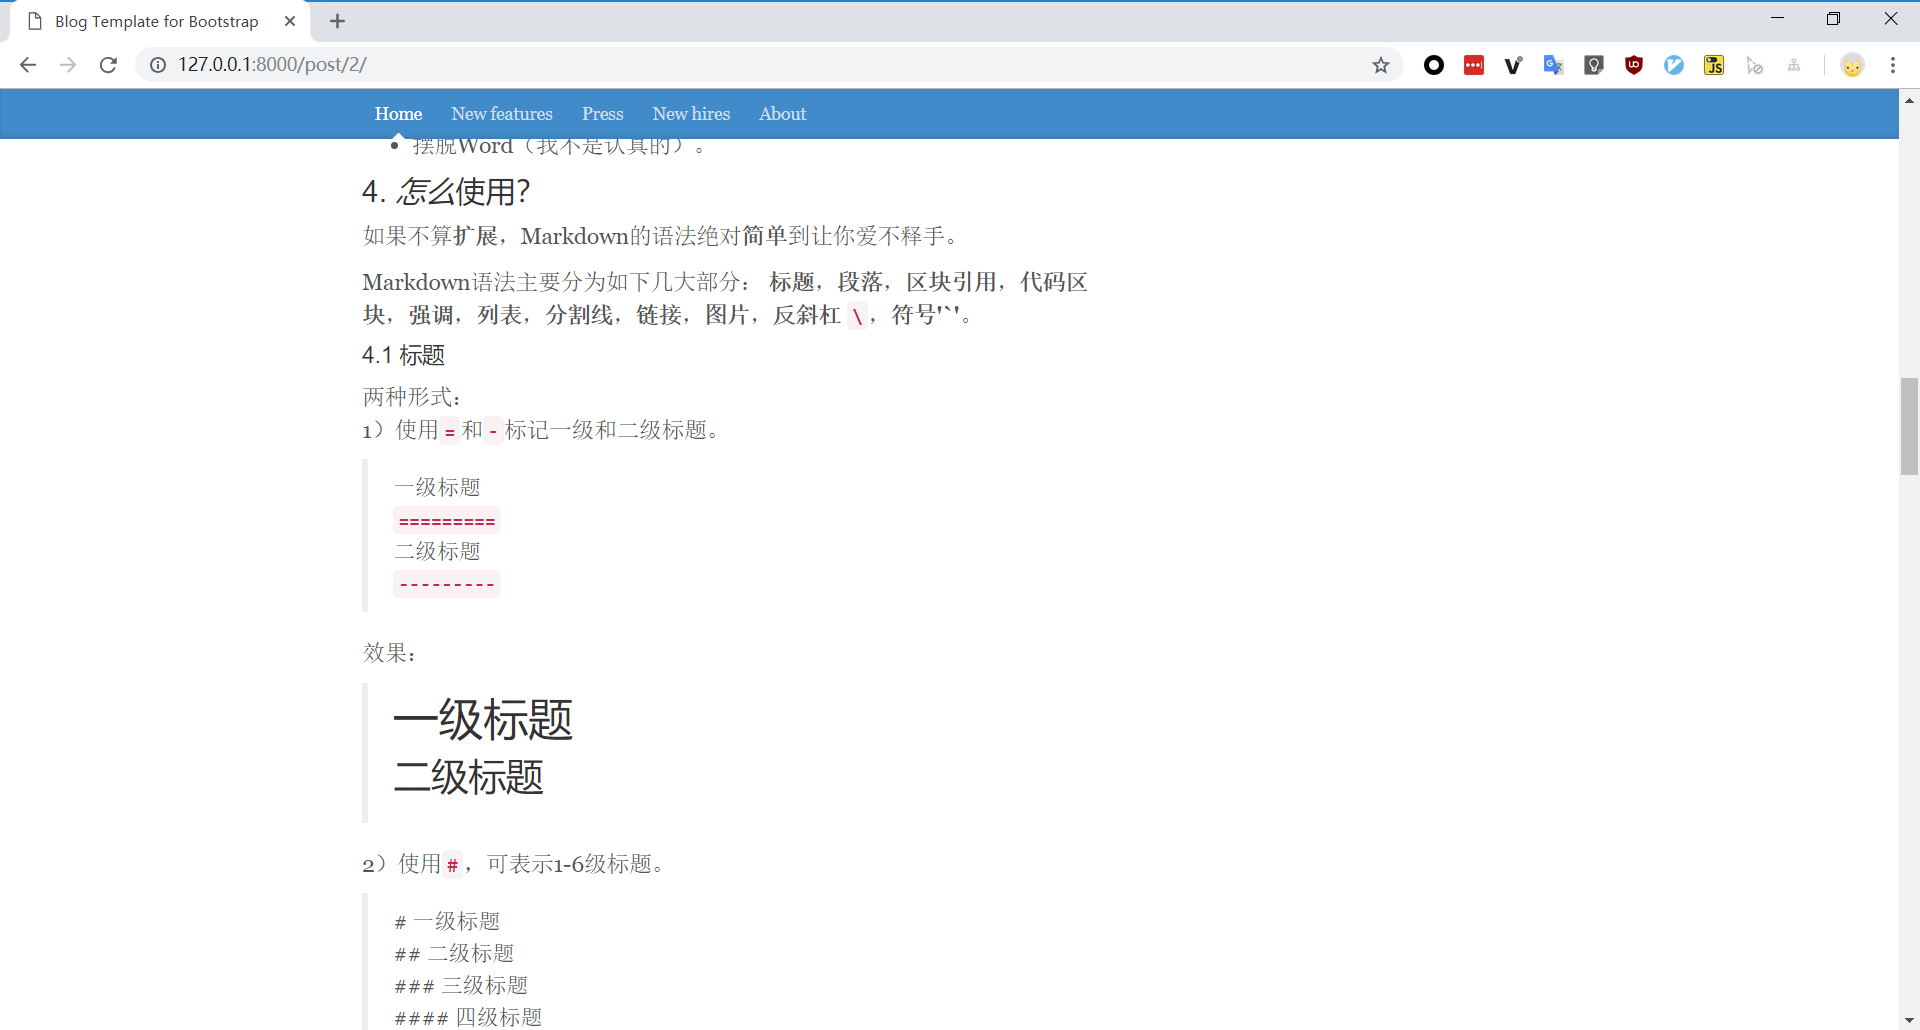 Blog Template for Bootstrap
127.0.0.1:8000/post/2/
Home New features Press New hires About
摆脱Word（我不是认真的）。
4. 怎么使用？
如果不算扩展，Markdown的语法绝对简单到让你爱不释手。
Markdown语法主要分为如下几大部分： 标题，段落，区块引用，代码区
块，强调，列表，分割线，链接，图片，反斜杠 \，符号'`'。
4.1 标题
两种形式：
1）使用=和-标记一级和二级标题。
一级标题
=========
二级标题
---------
效果：
一级标题
二级标题
2）使用#，可表示1-6级标题。
# 一级标题
## 二级标题
### 三级标题
#### 四级标题